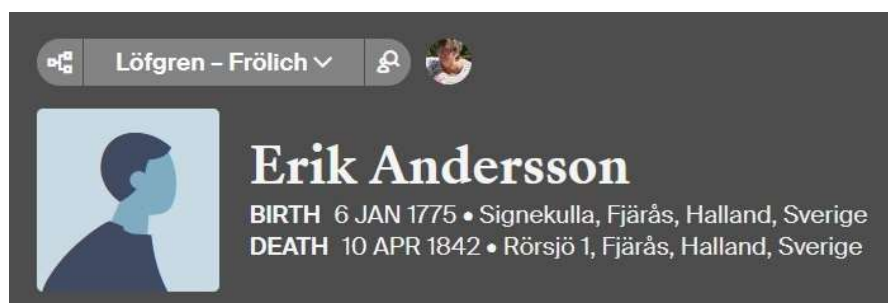 Löfgren – Frölich
Erik Andersson
BIRTH 6 JAN 1775 • Signekulla, Fjärås, Halland, Sverige
DEATH 10 APR 1842 • Rörsjö 1, Fjärås, Halland, Sverige